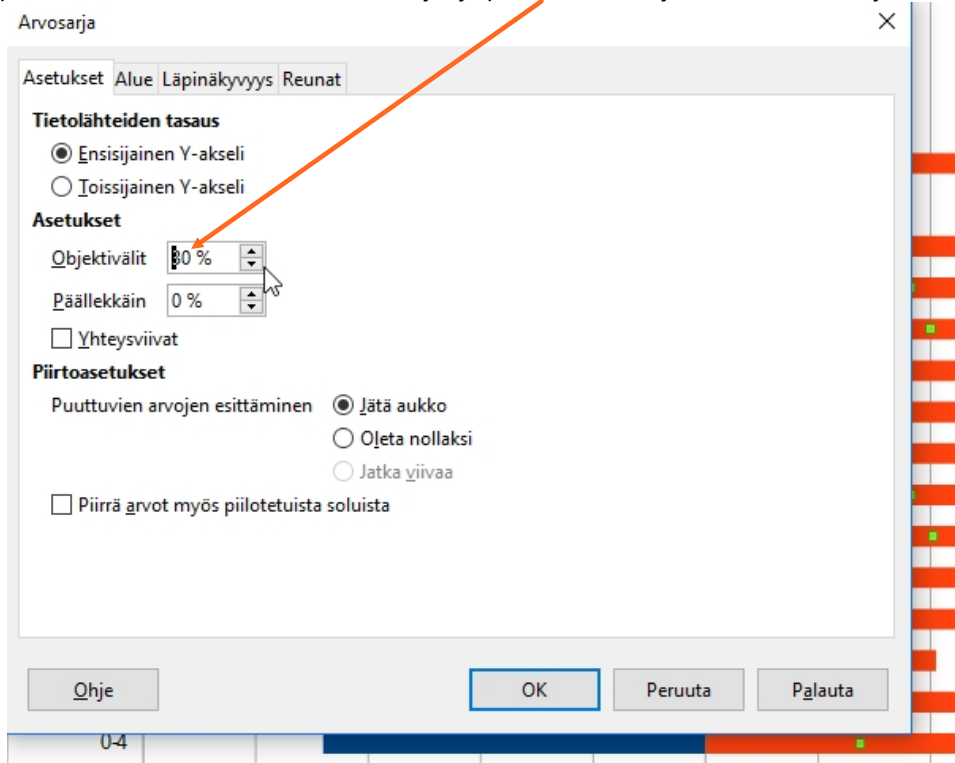 Arvosarja
Asetukset Alue Läpinäkyvyys Reunat
Tietolähteiden tasaus
Ensisijainen Y-akseli
Toissijainen Y-akseli
Asetukset
Objektivälit 80 %
Päällekkäin 0 %
Yhteysviivat
Piirtoasetukset
Puuttuvien arvojen esittäminen Jätä aukko
Oleta nollaksi
Jatka viivaa
Piirrä arvot myös piilotetuista soluista
Ohje OK Peruuta Palauta
0-4